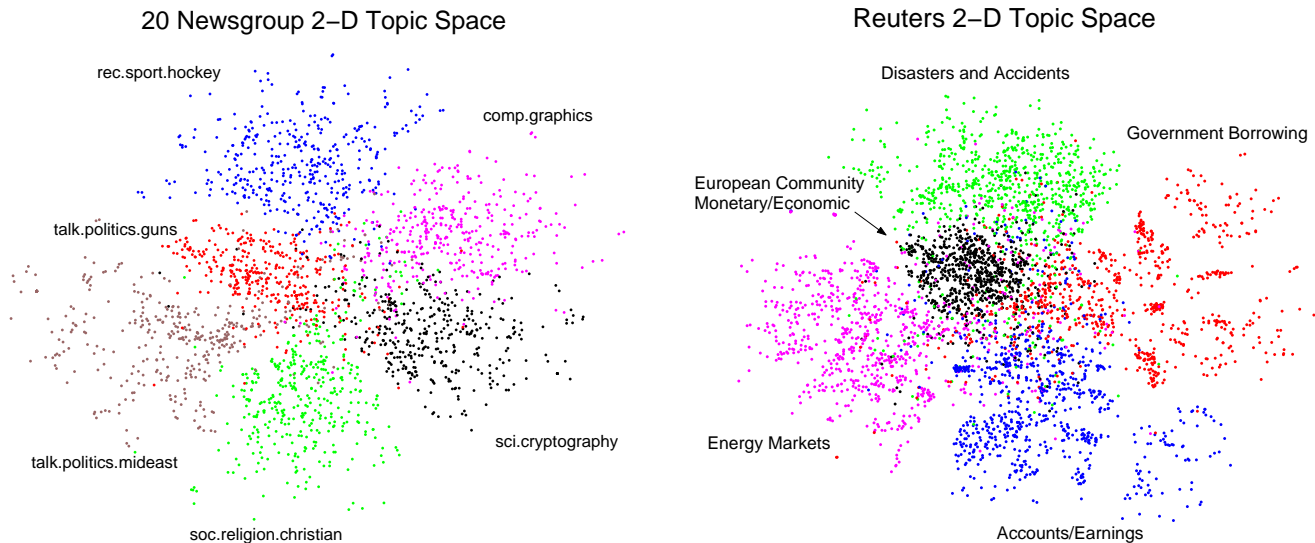 20 Newsgroup 2−D Topic Space
rec.sport.hockey
comp.graphics
talk.politics.guns
sci.cryptography
talk.politics.mideast
soc.religion.christian
Reuters 2−D Topic Space
Disasters and Accidents
Government Borrowing
European Community
Monetary/Economic
Energy Markets
Accounts/Earnings